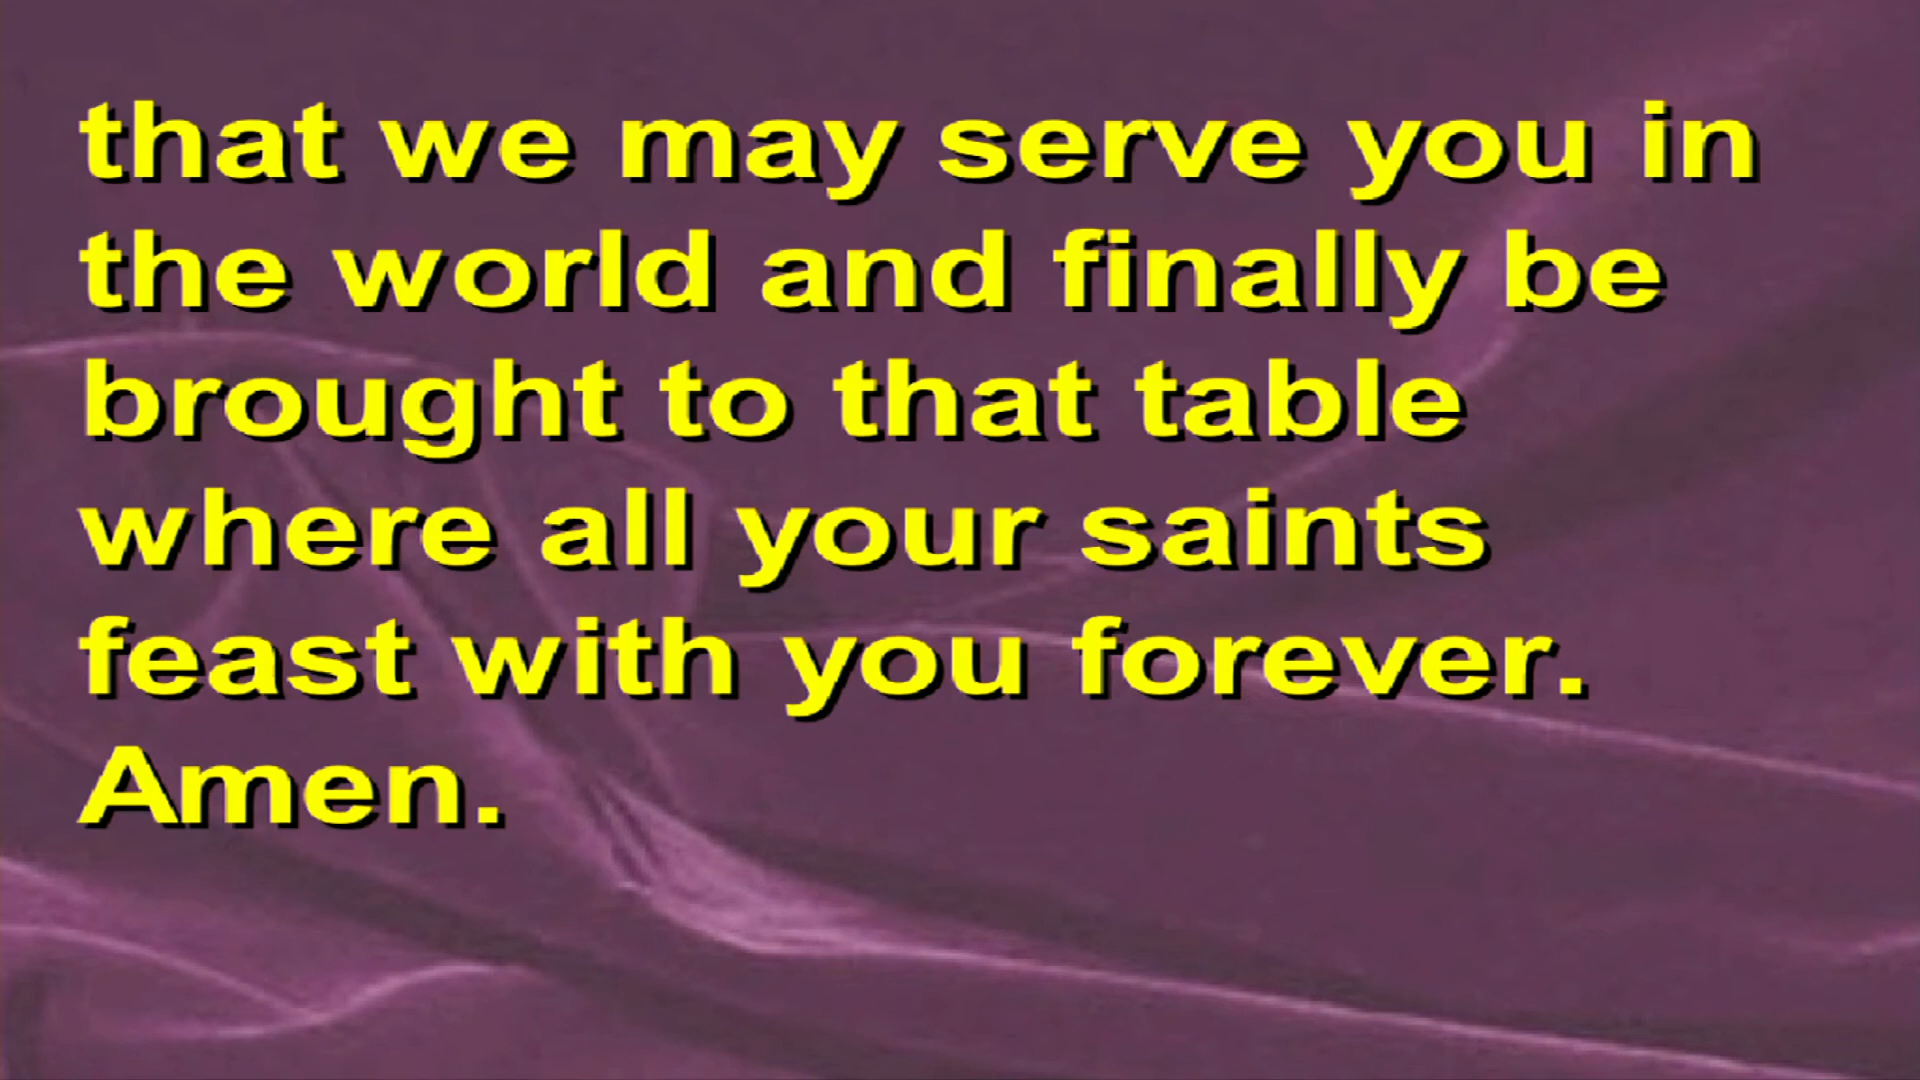 that we may serve you in
the world and finally be
brought to that table
where all your saints
feast with you forever.
Amen.